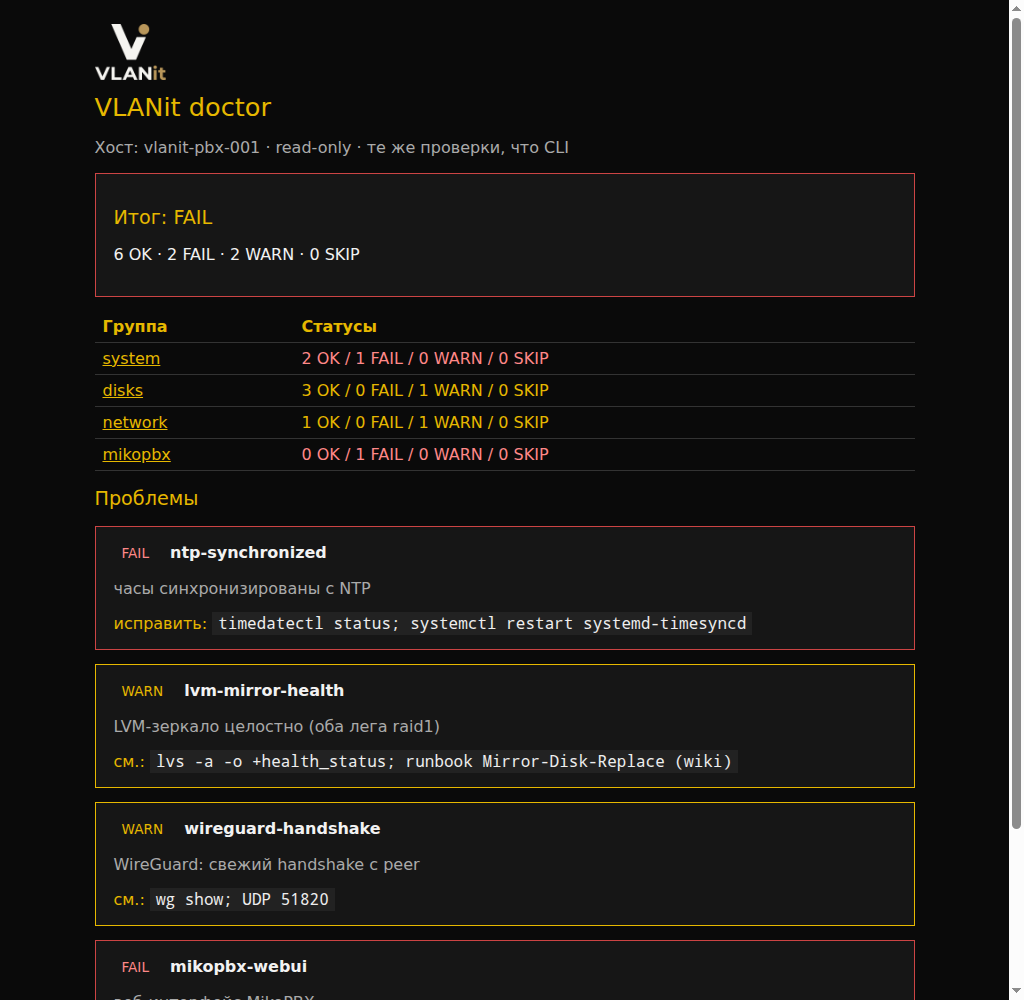 VLANit
VLANit doctor
Хост: vlanit-pbx-001 · read-only · те же проверки, что CLI
Итог: FAIL
6 OK · 2 FAIL · 2 WARN · 0 SKIP
Группа Статусы
system 2 OK / 1 FAIL / 0 WARN / 0 SKIP
disks 3 OK / 0 FAIL / 1 WARN / 0 SKIP
network 1 OK / 0 FAIL / 1 WARN / 0 SKIP
mikopbx 0 OK / 1 FAIL / 0 WARN / 0 SKIP
Проблемы
FAIL ntp-synchronized
часы синхронизированы с NTP
исправить: timedatectl status; systemctl restart systemd-timesyncd
WARN lvm-mirror-health
LVM-зеркало целостно (оба лега raid1)
см.: lvs -a -o +health_status; runbook Mirror-Disk-Replace (wiki)
WARN wireguard-handshake
WireGuard: свежий handshake с peer
см.: wg show; UDP 51820
FAIL mikopbx-webui
веб-интерфейс MikoPBX